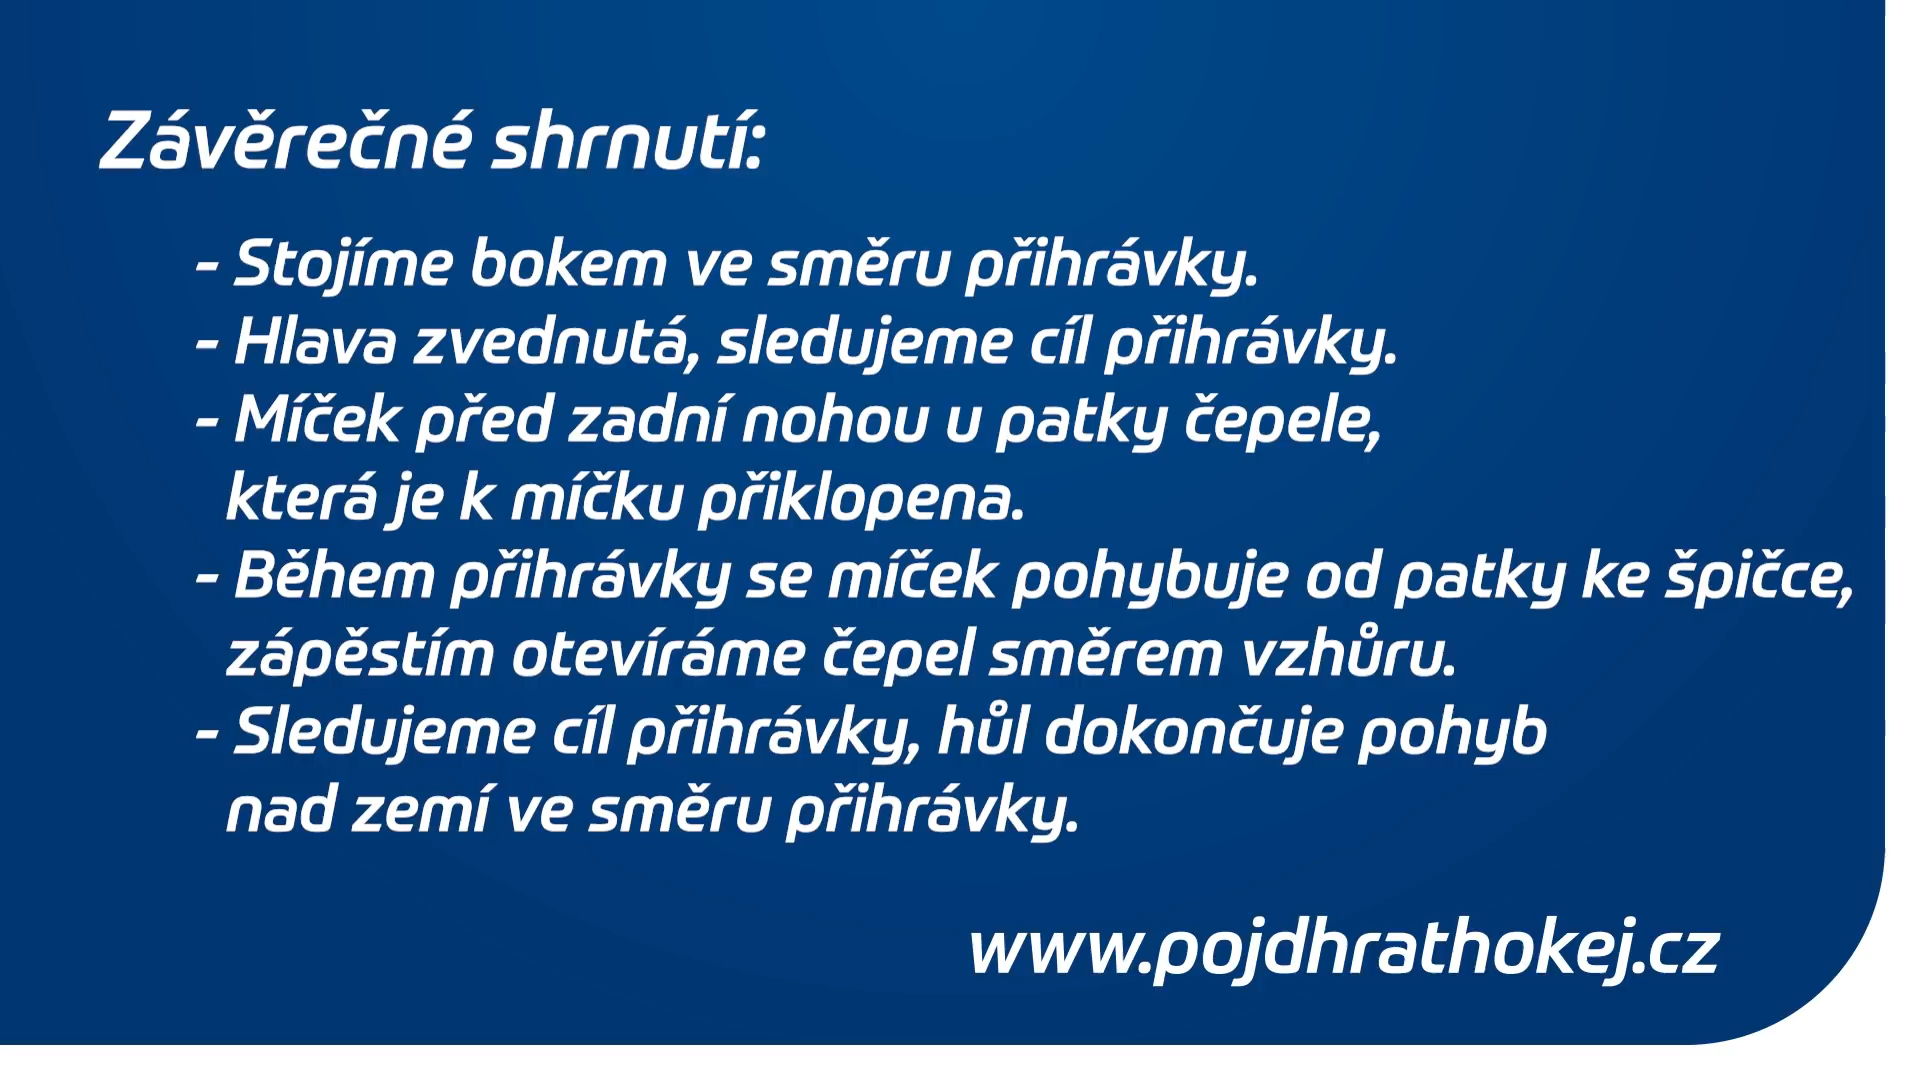 Závěrečné shrnutí:
- Stojíme bokem ve směru přihrávky.
- Hlava zvednutá, sledujeme cíl přihrávky.
- Míček před zadní nohou u patky čepele,
která je k míčku přiklopena.
- Během přihrávky se míček pohybuje od patky ke špičce,
zápěstím otevíráme čepel směrem vzhůru.
- Sledujeme cíl přihrávky, hůl dokončuje pohyb
nad zemí ve směru přihrávky.
www.pojdhrathokej.cz